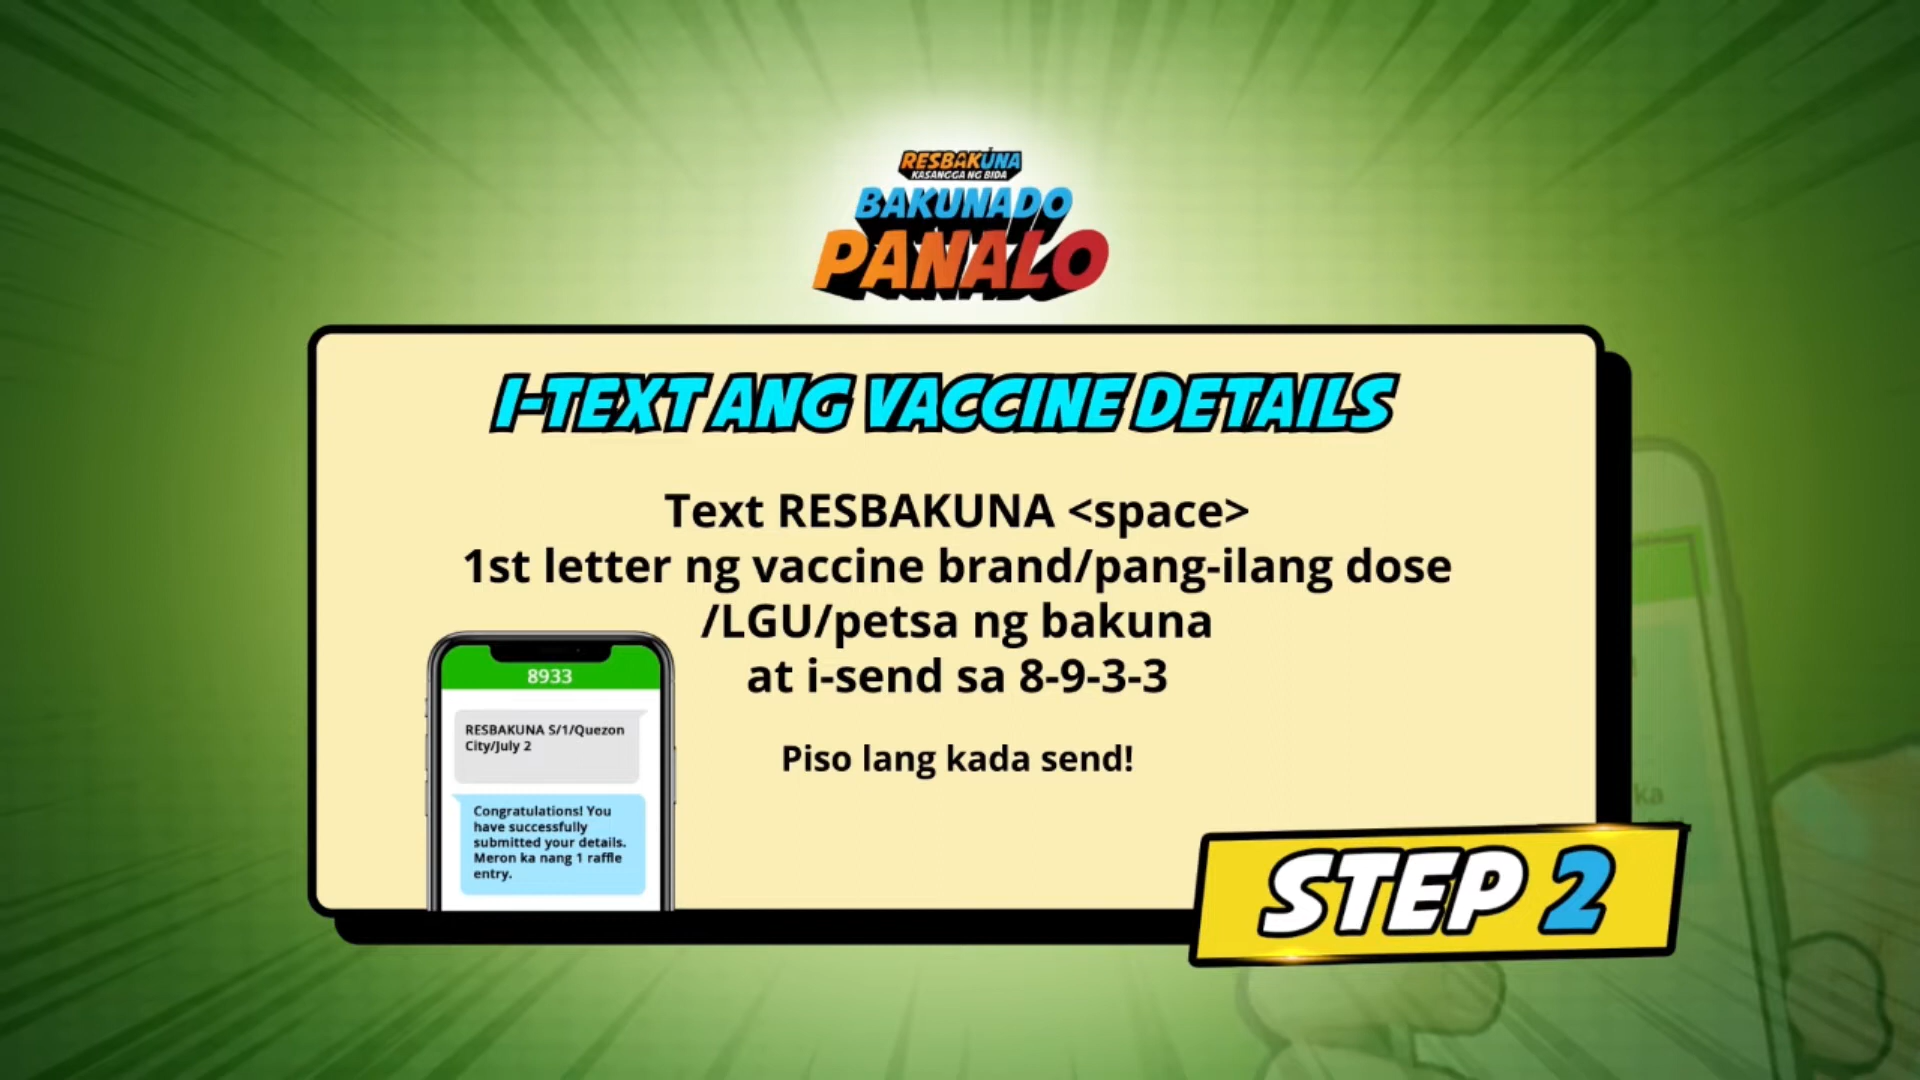 RESBAKUNA
KASANGGA NG BIDA
BAKUNADO
PANALO
I-TEXT ANG VACCINE DETAILS
Text RESBAKUNA <space>
1st letter ng vaccine brand/pang-ilang dose
/LGU/petsa ng bakuna
at i-send sa 8-9-3-3
Piso lang kada send!
8933
RESBAKUNA S/1/Quezon
City/July 2
Congratulations! You
have successfully
submitted your details.
Meron ka nang 1 raffle
entry.
STEP 2